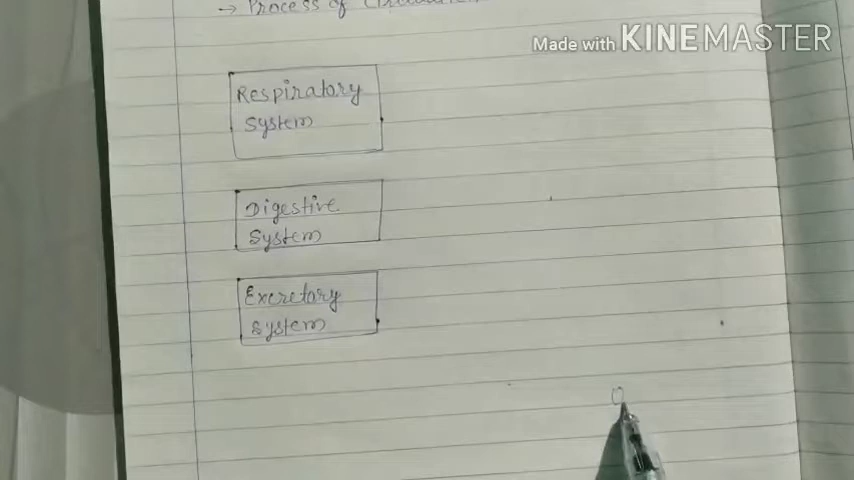 → Process of
Made with KINEMASTER
Respiratory
system
Digestive
system
Excretory
system